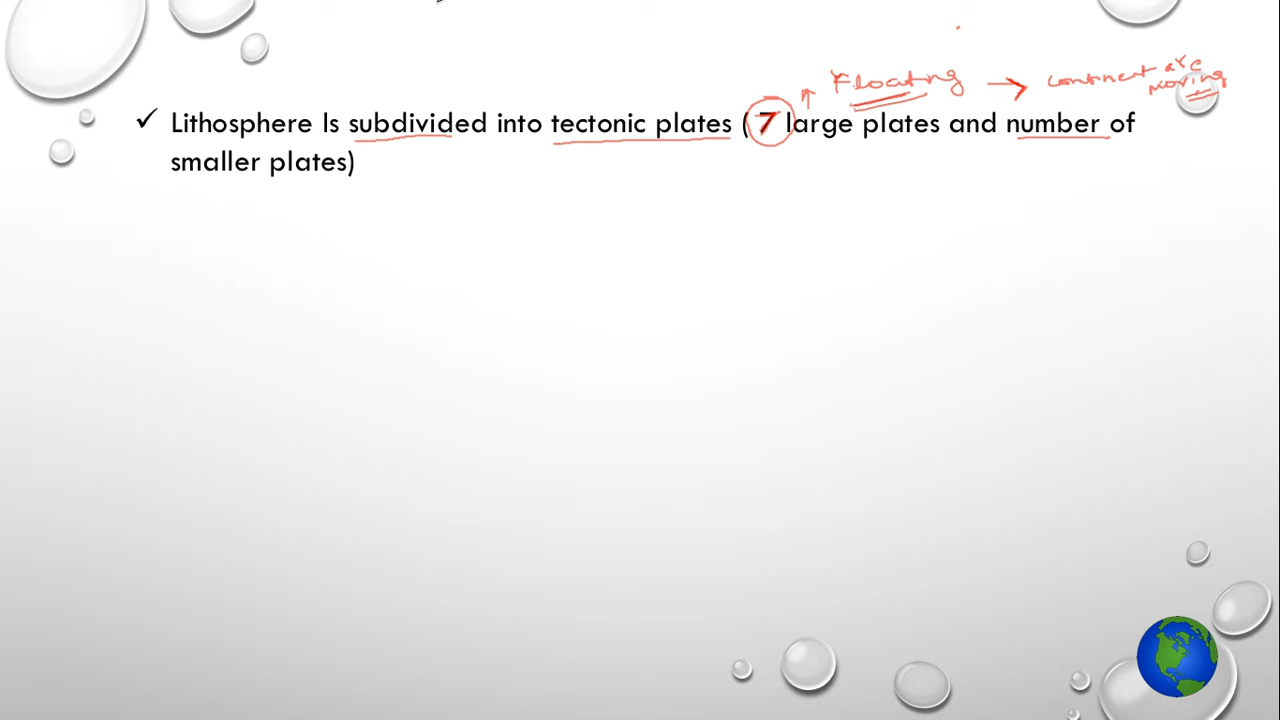 Floating → continent are
moving
✓ Lithosphere Is subdivided into tectonic plates ( 7 large plates and number of
smaller plates)